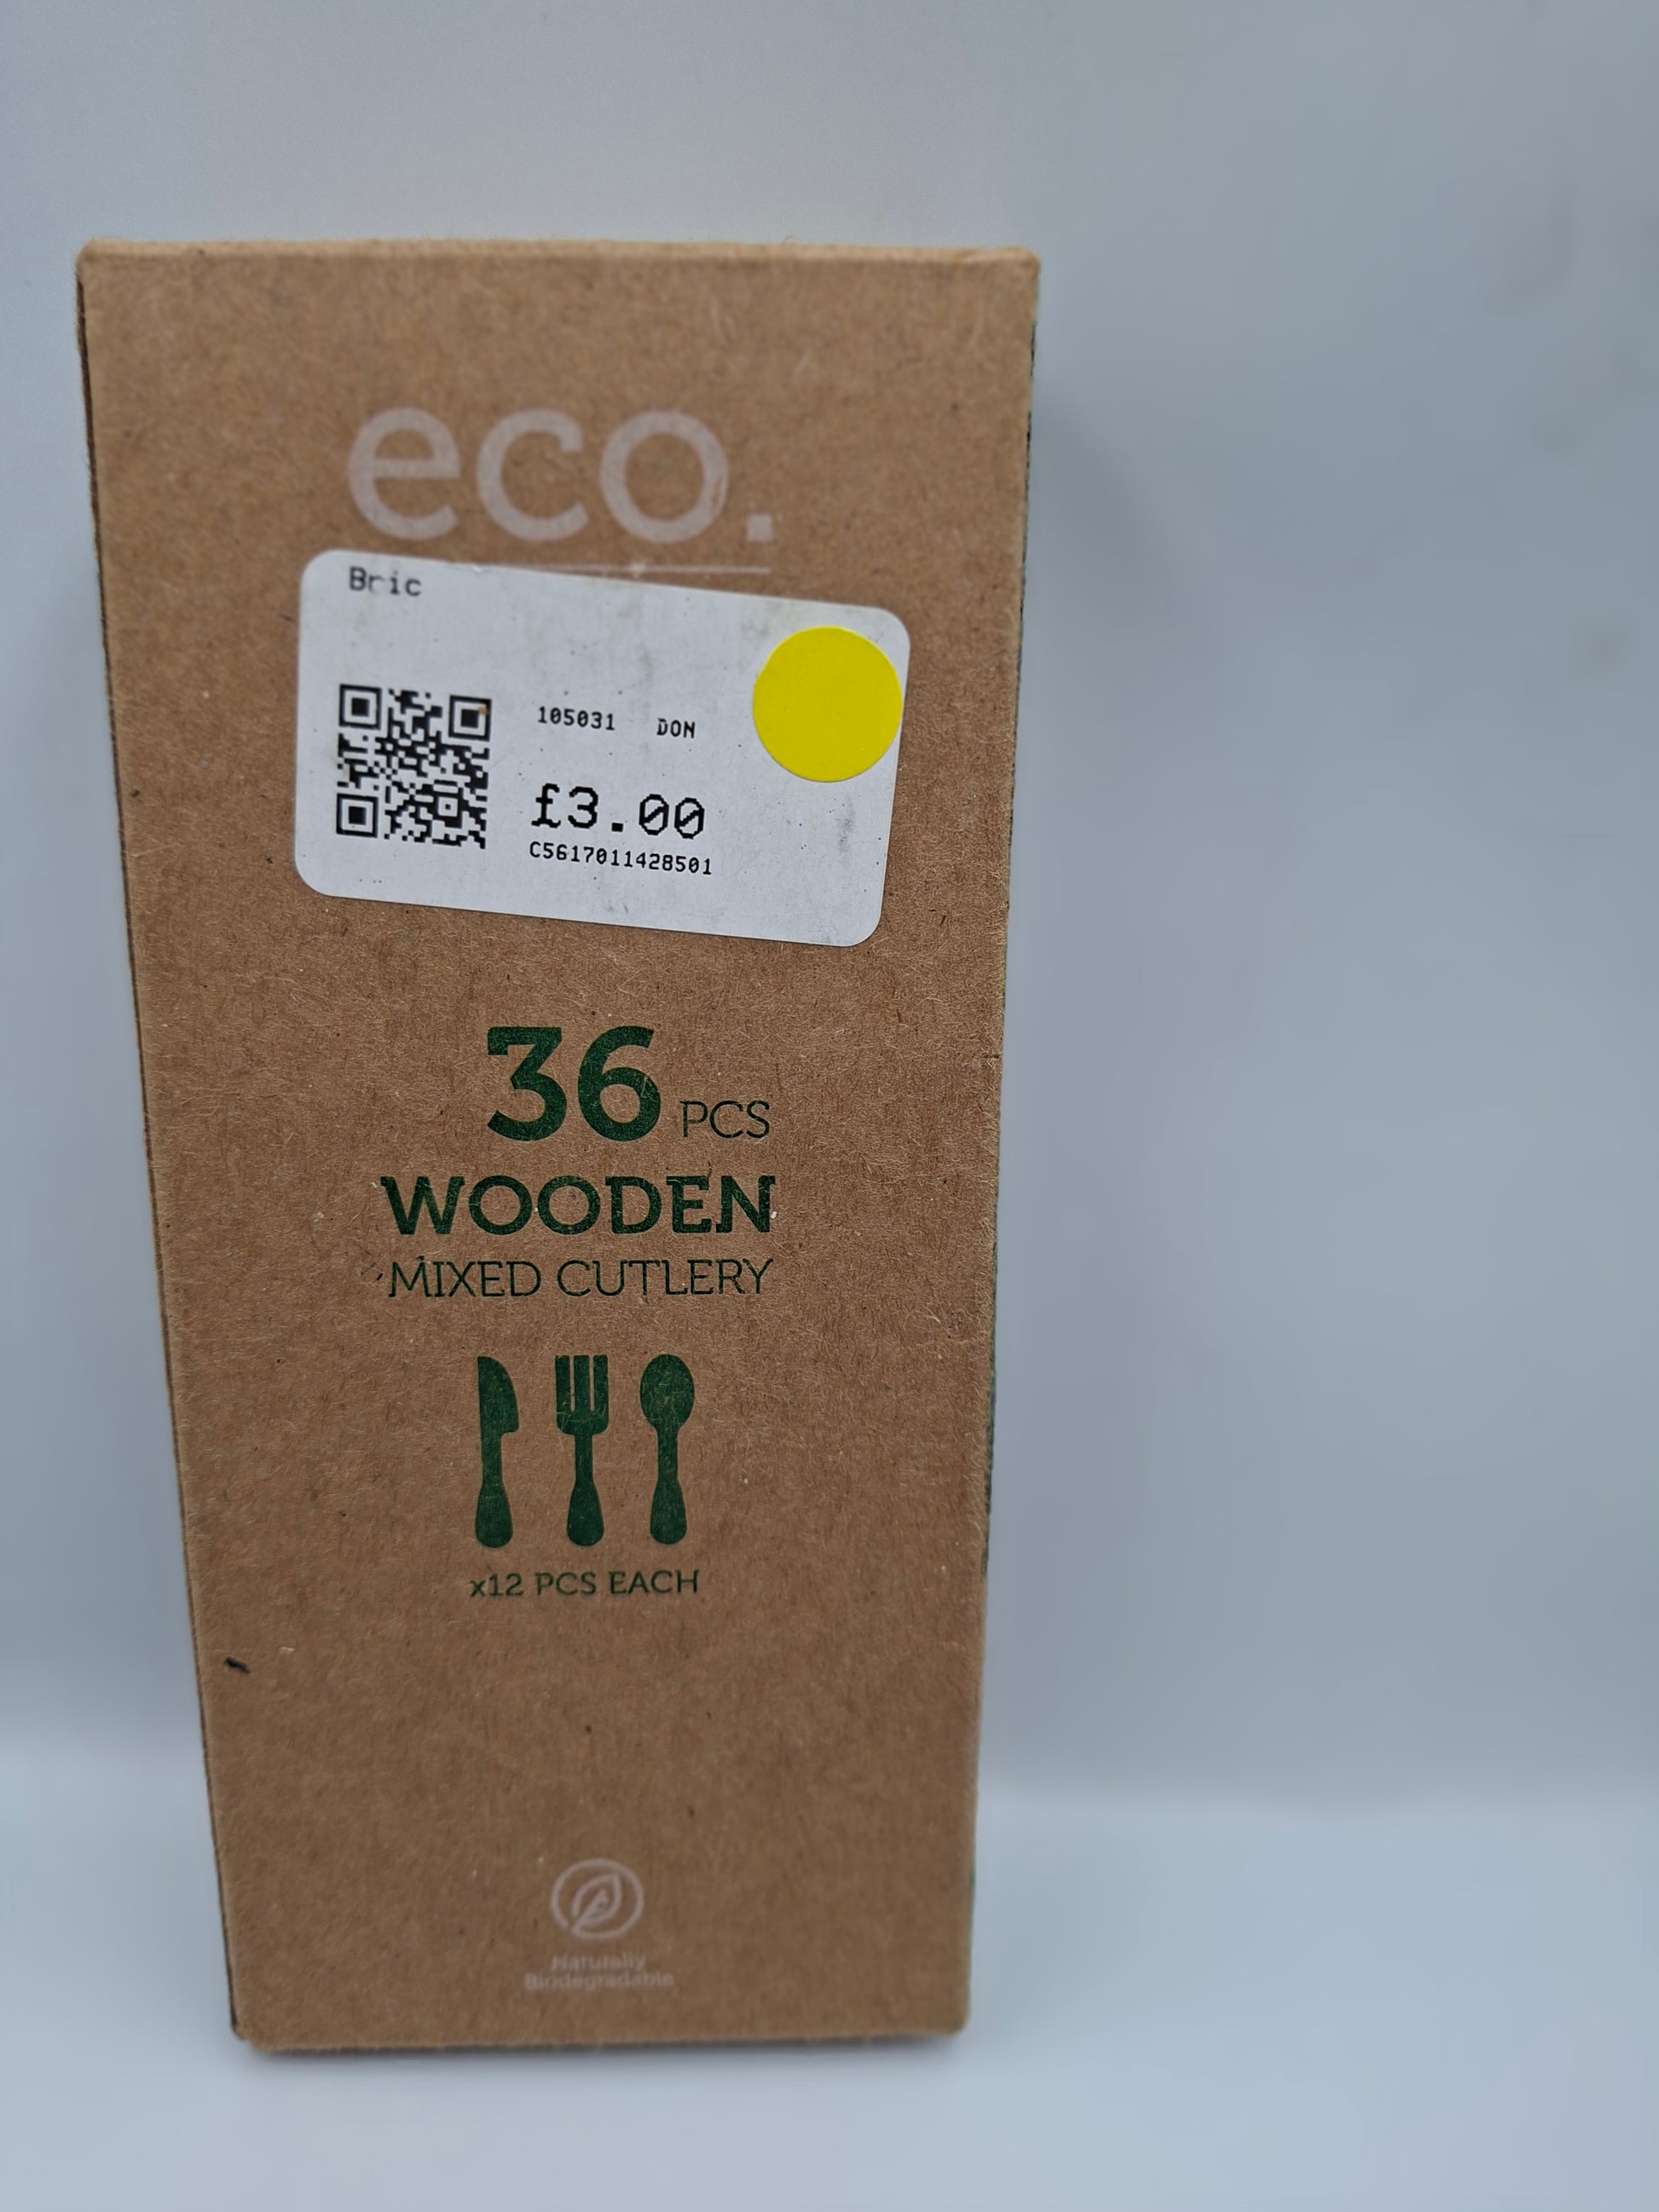 eco.
Bric
105031 DON
£3.00
C5617011428501
36 PCS
WOODEN
MIXED CUTLERY
x12 PCS EACH
Naturally
Biodegradable